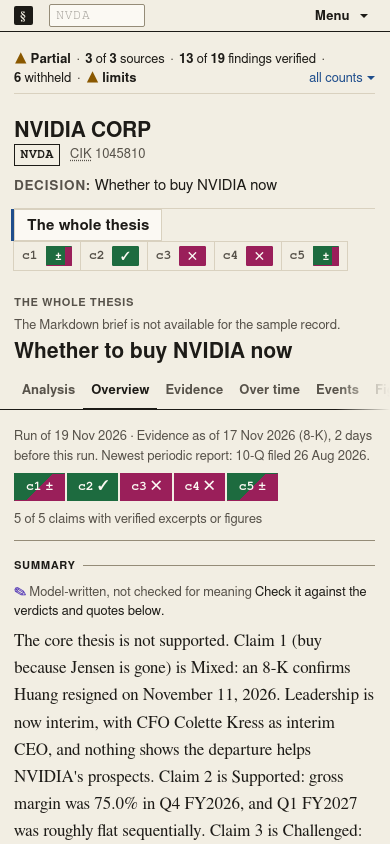 § NVDA Menu
Partial · 3 of 3 sources · 13 of 19 findings verified ·
6 withheld · limits all counts
NVIDIA CORP
NVDA CIK 1045810
DECISION: Whether to buy NVIDIA now
The whole thesis
c1 ± c2 ✓ c3 ✕ c4 ✕ c5 ±
THE WHOLE THESIS
The Markdown brief is not available for the sample record.
Whether to buy NVIDIA now
Analysis Overview Evidence Over time Events Fi
Run of 19 Nov 2026 · Evidence as of 17 Nov 2026 (8-K), 2 days
before this run. Newest periodic report: 10-Q filed 26 Aug 2026.
c1 ± c2 ✓ c3 ✕ c4 ✕ c5 ±
5 of 5 claims with verified excerpts or figures
SUMMARY
✎ Model-written, not checked for meaning Check it against the
verdicts and quotes below.
The core thesis is not supported. Claim 1 (buy
because Jensen is gone) is Mixed: an 8-K confirms
Huang resigned on November 11, 2026. Leadership is
now interim, with CFO Colette Kress as interim
CEO, and nothing shows the departure helps
NVIDIA's prospects. Claim 2 is Supported: gross
margin was 75.0% in Q4 FY2026, and Q1 FY2027
was roughly flat sequentially. Claim 3 is Challenged: